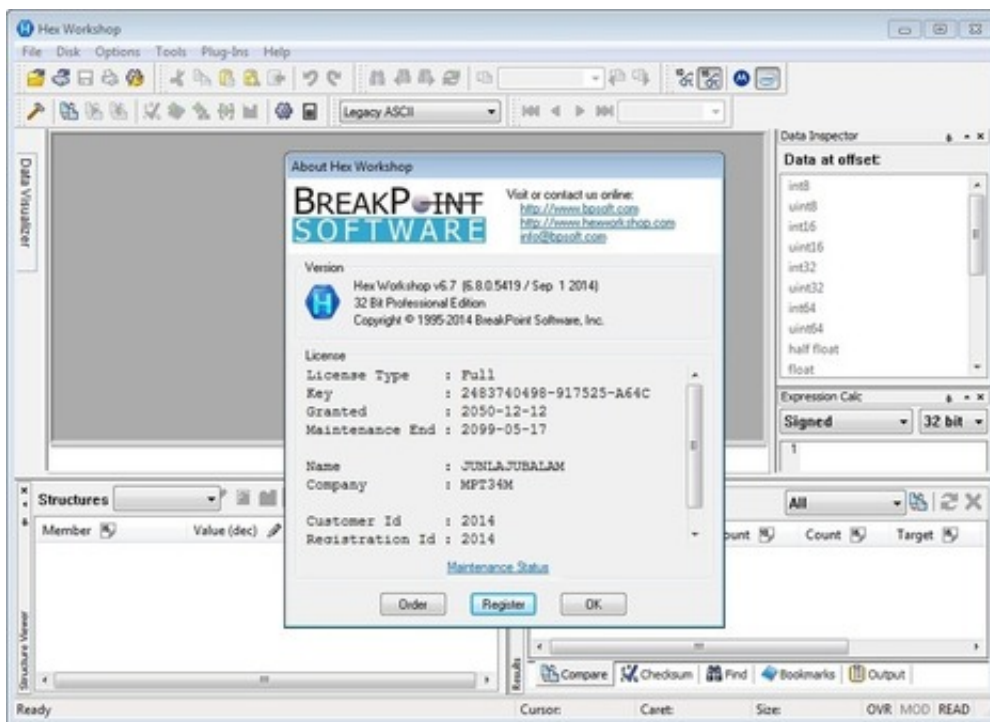 Hex Workshop
File Disk Options Tools Plug-Ins Help
Legacy ASCII
Data Visualizer
Data Inspector
Data at offset:
int8
uint8
int16
uint16
int32
uint32
int64
uint64
half float
float
Expression Calc
Signed 32 bit
1
About Hex Workshop
BREAKPOINT
SOFTWARE
Visit or contact us online:
http://www.bpsoft.com
http://www.hexworkshop.com
info@bpsoft.com
Version
Hex Workshop v6.7 (6.8.0.5419 / Sep 1 2014)
32 Bit Professional Edition
Copyright © 1995-2014 BreakPoint Software, Inc.
License
License Type : Full
Key : 2483740498-917525-A64C
Granted : 2050-12-12
Maintenance End : 2099-05-17
Name : JUNLAJUBALAM
Company : MPT34M
Customer Id : 2014
Registration Id : 2014
Maintenance Status
Order Register OK
Structures
Member Value (dec)
Structure Viewer
All
ount Count Target
Results
Compare Checksum Find Bookmarks Output
Ready Cursor: Caret: Size: OVR MOD READ